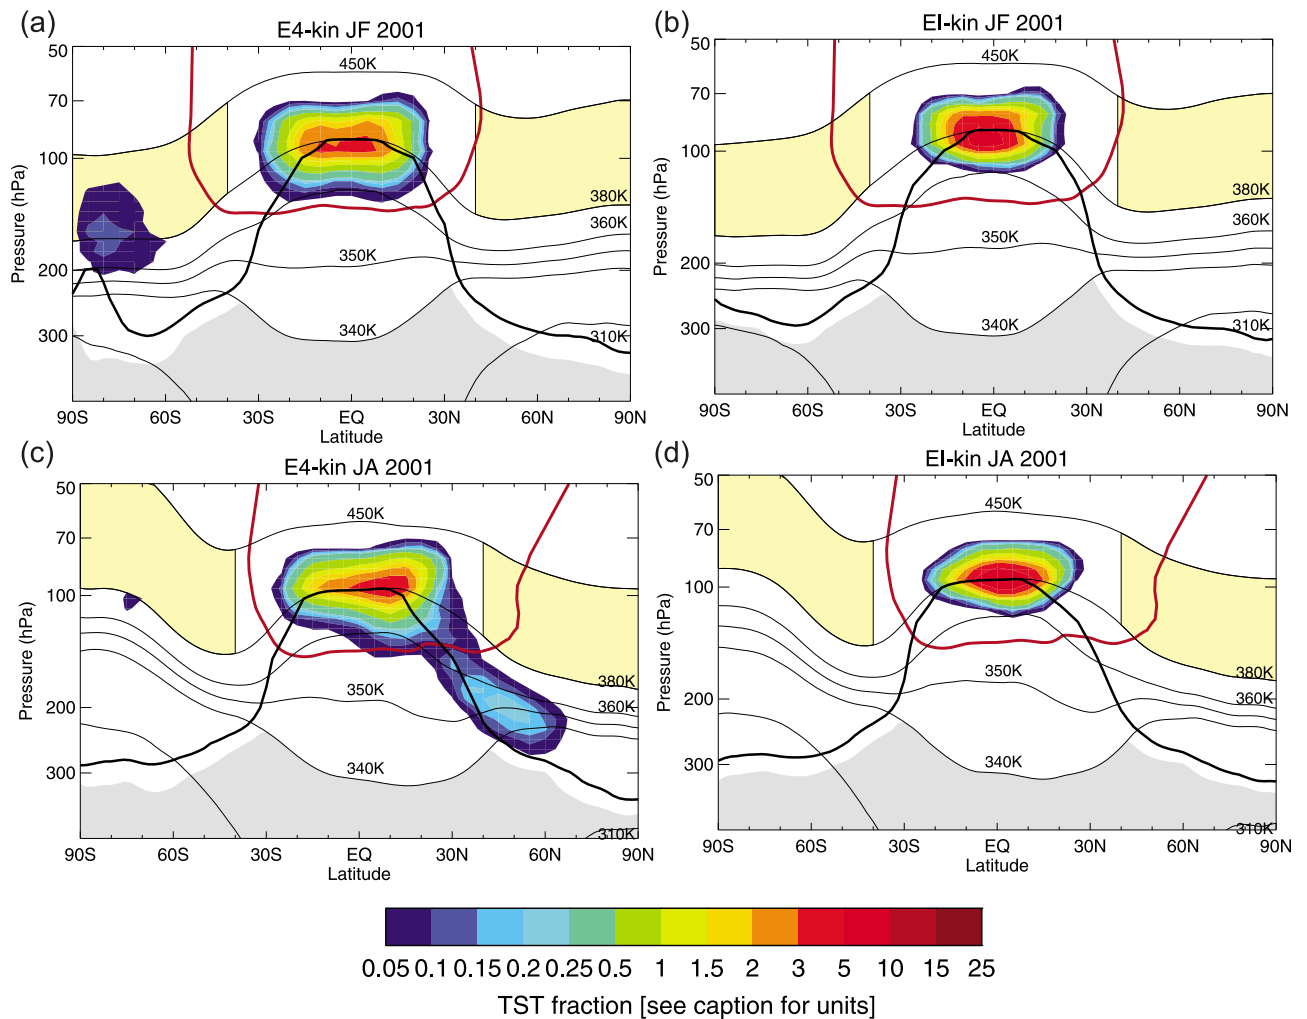 (a)
E4-kin JF 2001
50
70
100
200
300
Pressure (hPa)
450K
380K
360K
350K
340K
310K
90S 60S 30S EQ 30N 60N 90N
Latitude
(b)
EI-kin JF 2001
50
70
100
200
300
Pressure (hPa)
450K
380K
360K
350K
340K
310K
90S 60S 30S EQ 30N 60N 90N
Latitude
(c)
E4-kin JA 2001
50
70
100
200
300
Pressure (hPa)
450K
380K
360K
350K
340K
310K
90S 60S 30S EQ 30N 60N 90N
Latitude
(d)
EI-kin JA 2001
50
70
100
200
300
Pressure (hPa)
450K
380K
360K
350K
340K
310K
90S 60S 30S EQ 30N 60N 90N
Latitude
0.05 0.1 0.15 0.2 0.25 0.5 1 1.5 2 3 5 10 15 25
TST fraction [see caption for units]